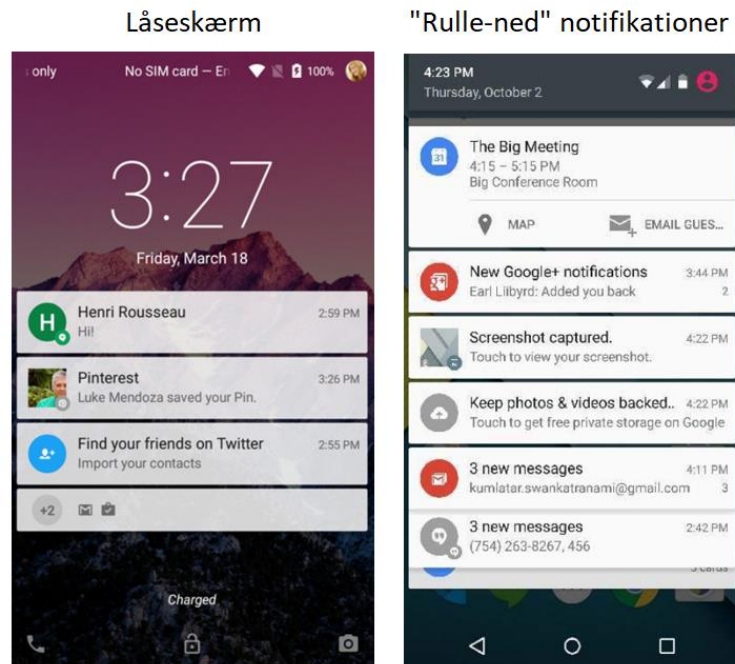 Låseskærm
"Rulle-ned" notifikationer
only
No SIM card — En
100%
3:27
Friday, March 18
Henri Rousseau
2:59 PM
Hi!
Pinterest
3:26 PM
Luke Mendoza saved your Pin.
Find your friends on Twitter
2:55 PM
Import your contacts
+2
Charged
4:23 PM
Thursday, October 2
31
The Big Meeting
4:15 – 5:15 PM
Big Conference Room
MAP
EMAIL GUES...
New Google+ notifications
3:44 PM
Earl Libyrd: Added you back
2
Screenshot captured.
4:22 PM
Touch to view your screenshot.
Keep photos & videos backed..
4:22 PM
Touch to get free private storage on Google
3 new messages
4:11 PM
kumlatar.swankatranami@gmail.com
3
3 new messages
2:42 PM
(754) 263-8267, 456